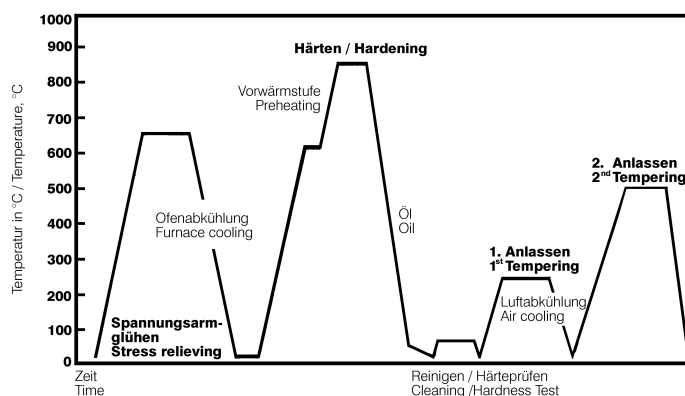 Temperatur in °C / Temperature, °C
1000
900
800
700
600
500
400
300
200
100
0
Härten / Hardening
Vorwärmstufe
Preheating
Ofenabkühlung
Furnace cooling
Spannungsarm-
glühen
Stress relieving
Öl
Oil
1. Anlassen
1st Tempering
Luftabkühlung
Air cooling
2. Anlassen
2nd Tempering
Zeit
Time
Reinigen / Härteprüfen
Cleaning /Hardness Test